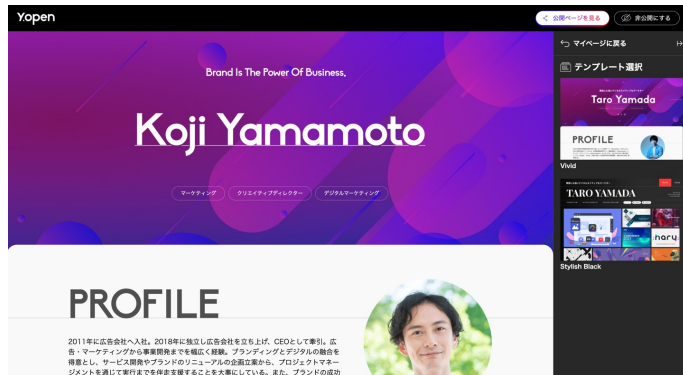 Yopen
公開ページを見る
非公開にする
Brand Is The Power Of Business.
Koji Yamamoto
マーケティング
クリエイティブディレクター
デジタルマーケティング
PROFILE
2011年に広告会社へ入社。2018年に独立し広告会社を立ち上げ、CEOとして牽引。広
告・マーケティングから事業開発までを幅広く経験。ブランディングとデジタルの融合を
得意とし、サービス開発やブランドのリニューアルの企画立案から、プロジェクトマネー
ジメントを通じて実行までを伴走支援することを大事にしている。また、ブランドの成功
マイページに戻る
テンプレート選択
Taro Yamada
PROFILE
Vivid
TARO YAMADA
nary
Stylish Black